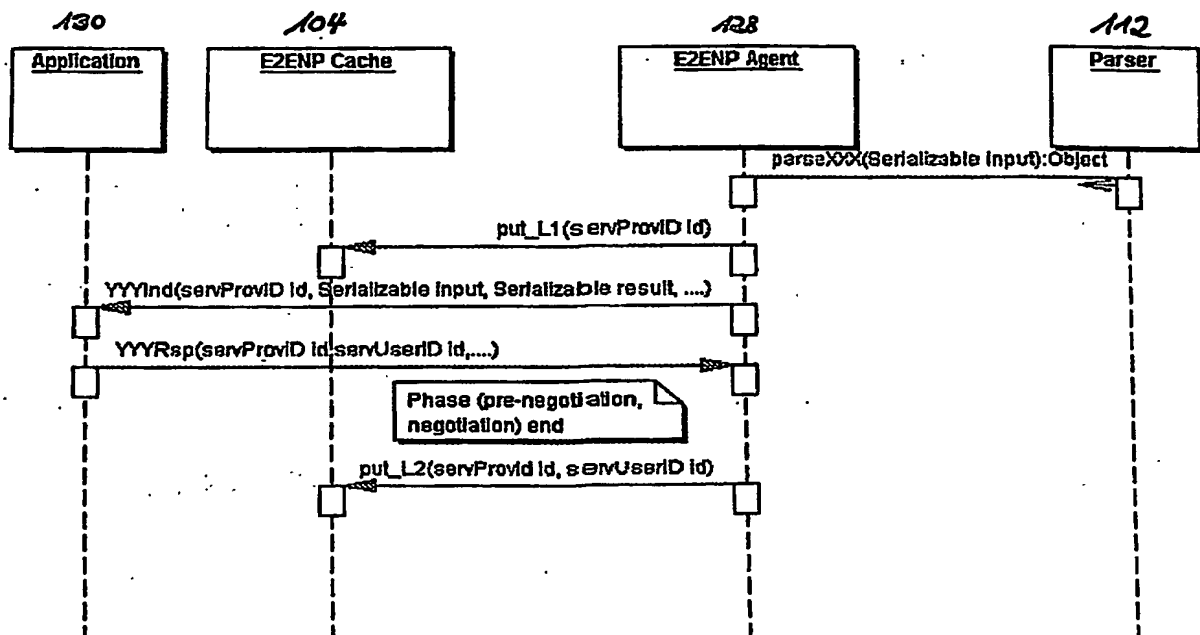 130
104
128
112
Application
E2ENP Cache
E2ENP Agent
Parser
parseXXX(Serializable input):Object
put_L1(servProvID id)
YYYInd(servProvID id, Serializable input, Serializable result, ....)
YYYRsp(servProvID id servUserID id,....)
Phase (pre-negotiation,
negotiation) end
put_L2(servProvId id, servUserID id)